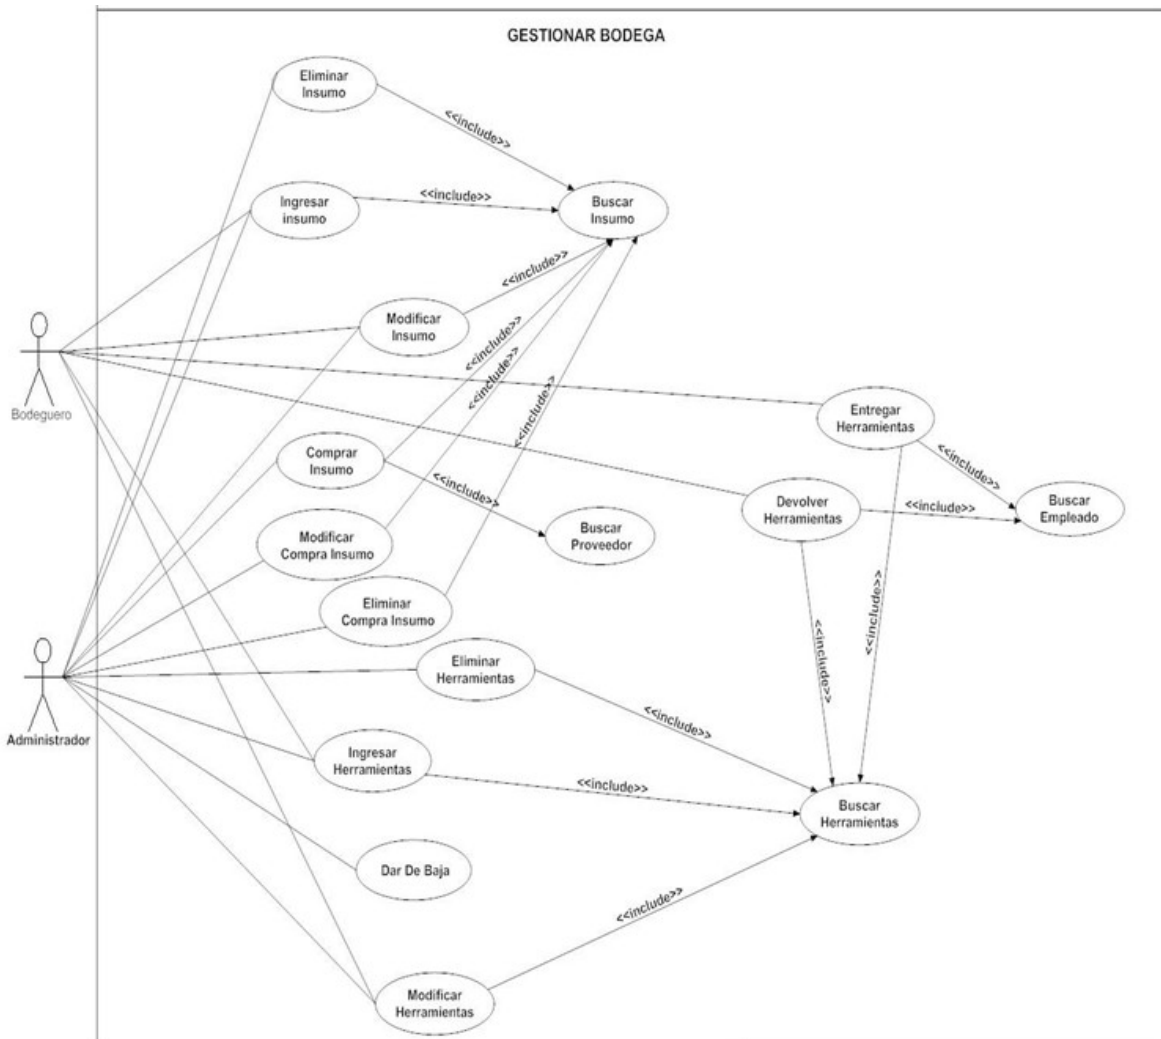 GESTIONAR BODEGA
Eliminar
Insumo
<<include>>
Ingresar
insumo
<<include>>
Buscar
Insumo
<<include>>
Modificar
Insumo
<<include>>
<<include>>
<<include>>
Bodeguero
Entregar
Herramientas
Comprar
Insumo
<<include>>
<<include>>
Devolver
Herramientas
<<include>>
Buscar
Empleado
Modificar
Compra Insumo
Buscar
Proveedor
Eliminar
Compra Insumo
<<include>>
<<include>>
Eliminar
Herramientas
<<include>>
Administrador
Ingresar
Herramientas
<<include>>
Buscar
Herramientas
Dar De Baja
<<include>>
Modificar
Herramientas